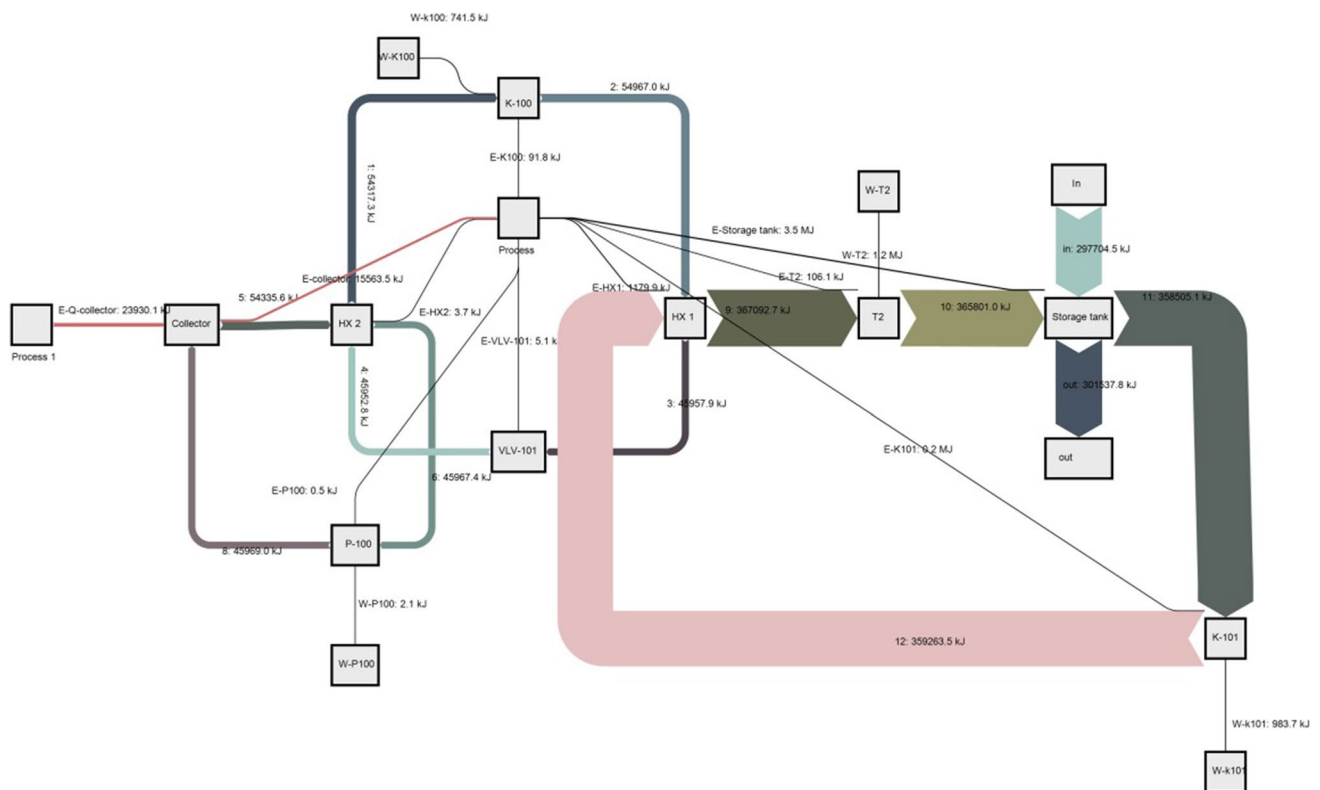 W-k100: 741.5 kJ
W-K100
2: 54967.0 kJ
K-100
E-K100: 91.8 kJ
1: 54317.3 kJ
In
W-T2
Process
E-Storage tank: 3.5 MJ
in: 297704.5 kJ
W-T2: 1.2 MJ
E-collector: 15563.5 kJ
E-T2: 106.1 kJ
E-HX1: 1179.9 kJ
5: 54335.6 kJ
11: 358505.1 kJ
E-Q-collector: 23930.1 kJ
E-HX2: 3.7 kJ
9: 367092.7 kJ
10: 365801.0 kJ
Collector
HX 2
HX 1
T2
Storage tank
E-VLV-101: 5.1 k
Process 1
4: 45952.8 kJ
out: 301537.8 kJ
3: 45957.9 kJ
VLV-101
E-K101: 0.2 MJ
out
6: 45967.4 kJ
E-P100: 0.5 kJ
P-100
8: 45969.0 kJ
W-P100: 2.1 kJ
12: 359263.5 kJ
K-101
W-P100
W-k101: 983.7 kJ
W-k101